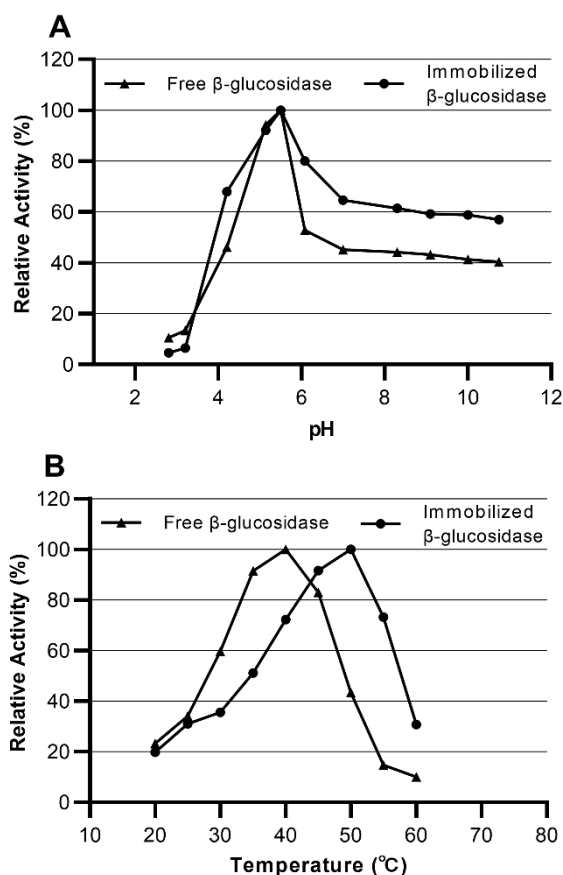 A
120
Free β-glucosidase
Immobilized
β-glucosidase
100
80
60
40
20
0
Relative Activity (%)
2 4 6 8 10 12
pH
B
120
Free β-glucosidase
Immobilized
β-glucosidase
100
80
60
40
20
0
Relative Activity (%)
10 20 30 40 50 60 70 80
Temperature (°C)